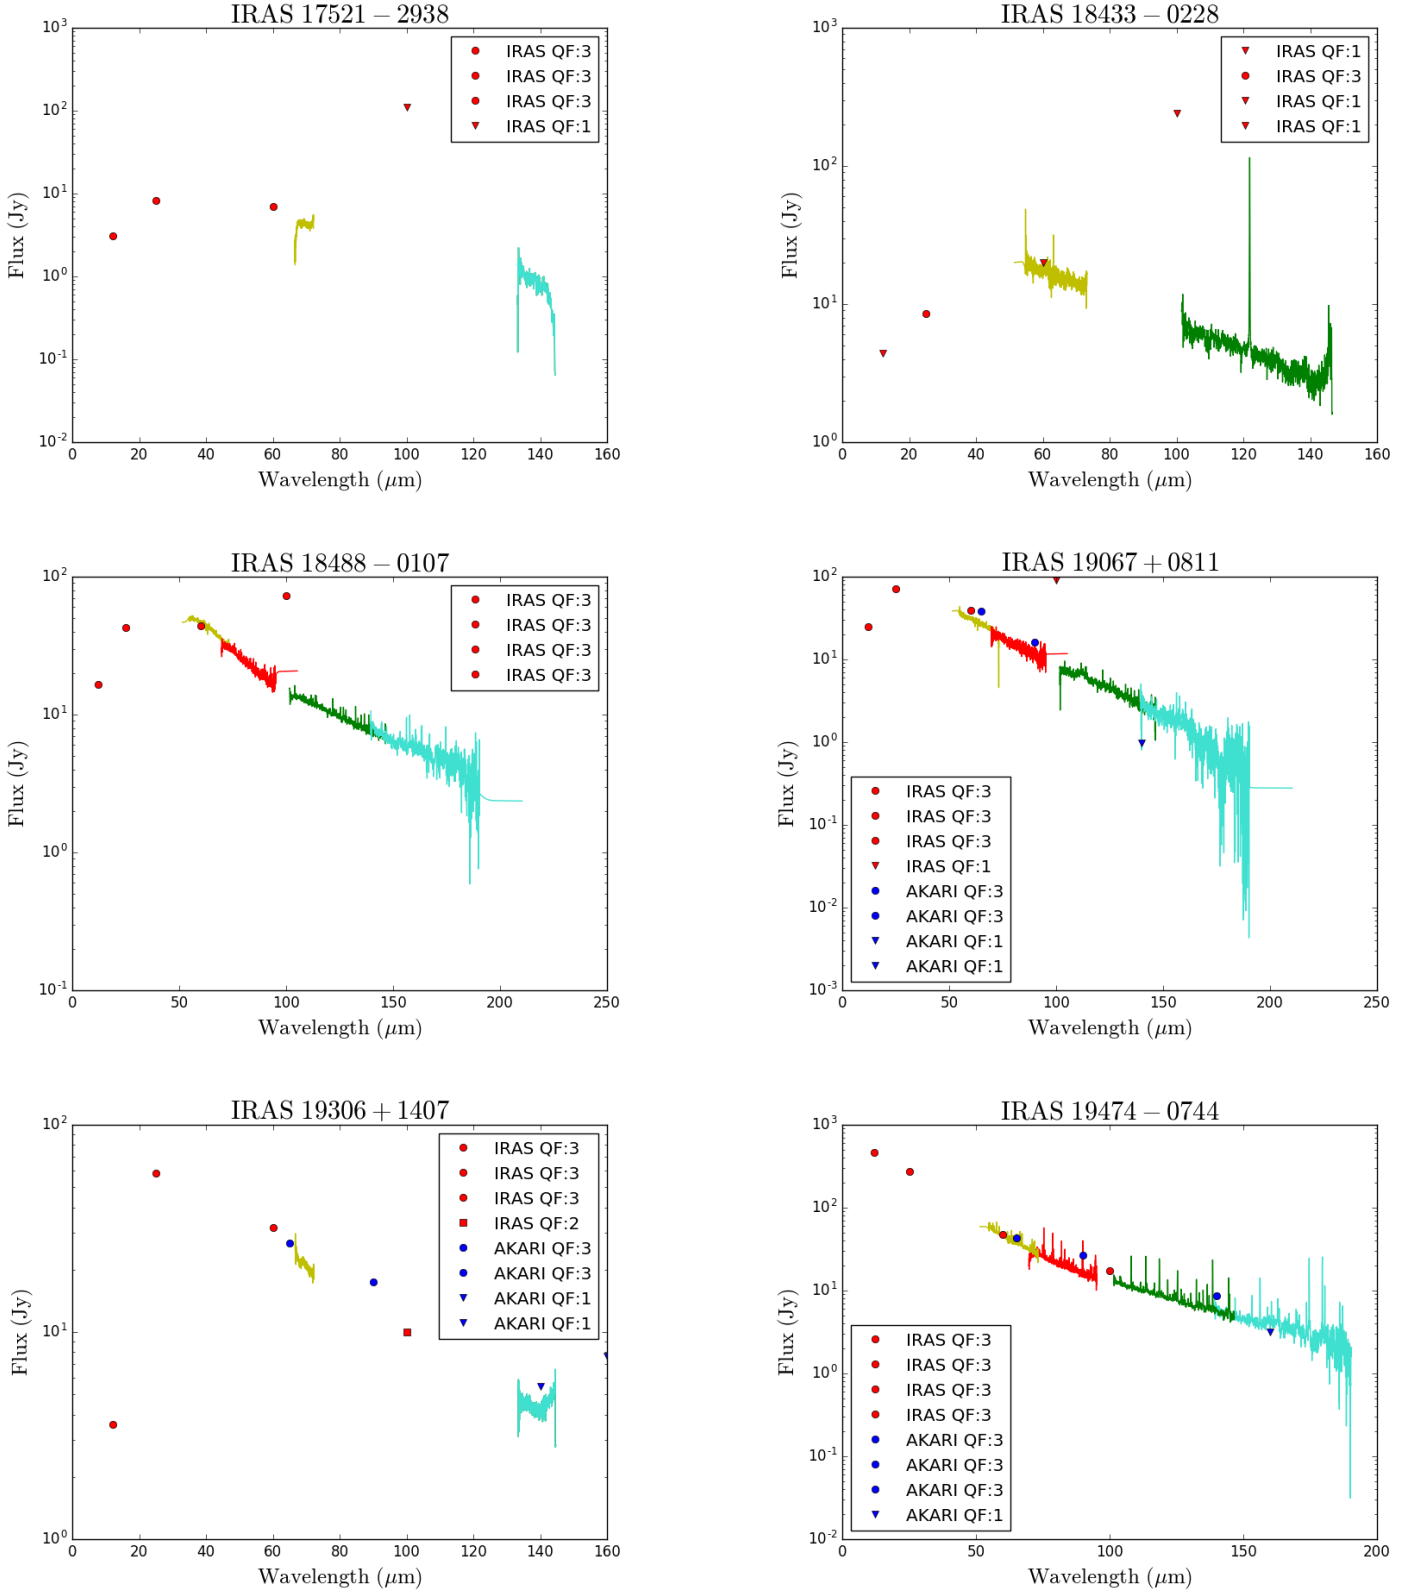 IRAS 17521 − 2938
10³
10²
10¹
10⁰
10⁻¹
10⁻²
Flux (Jy)
IRAS QF:3
IRAS QF:3
IRAS QF:3
IRAS QF:1
0 20 40 60 80 100 120 140 160
Wavelength (μm)
IRAS 18433 − 0228
10³
10²
10¹
10⁰
Flux (Jy)
IRAS QF:1
IRAS QF:3
IRAS QF:1
IRAS QF:1
0 20 40 60 80 100 120 140 160
Wavelength (μm)
IRAS 18488 − 0107
10²
10¹
10⁰
10⁻¹
Flux (Jy)
IRAS QF:3
IRAS QF:3
IRAS QF:3
IRAS QF:3
0 50 100 150 200 250
Wavelength (μm)
IRAS 19067 + 0811
10²
10¹
10⁰
10⁻¹
10⁻²
10⁻³
Flux (Jy)
IRAS QF:3
IRAS QF:3
IRAS QF:3
IRAS QF:1
AKARI QF:3
AKARI QF:3
AKARI QF:1
AKARI QF:1
0 50 100 150 200 250
Wavelength (μm)
IRAS 19306 + 1407
10²
10¹
10⁰
Flux (Jy)
IRAS QF:3
IRAS QF:3
IRAS QF:3
IRAS QF:2
AKARI QF:3
AKARI QF:3
AKARI QF:1
AKARI QF:1
0 20 40 60 80 100 120 140 160
Wavelength (μm)
IRAS 19474 − 0744
10³
10²
10¹
10⁰
10⁻¹
10⁻²
Flux (Jy)
IRAS QF:3
IRAS QF:3
IRAS QF:3
IRAS QF:3
AKARI QF:3
AKARI QF:3
AKARI QF:3
AKARI QF:1
0 50 100 150 200
Wavelength (μm)